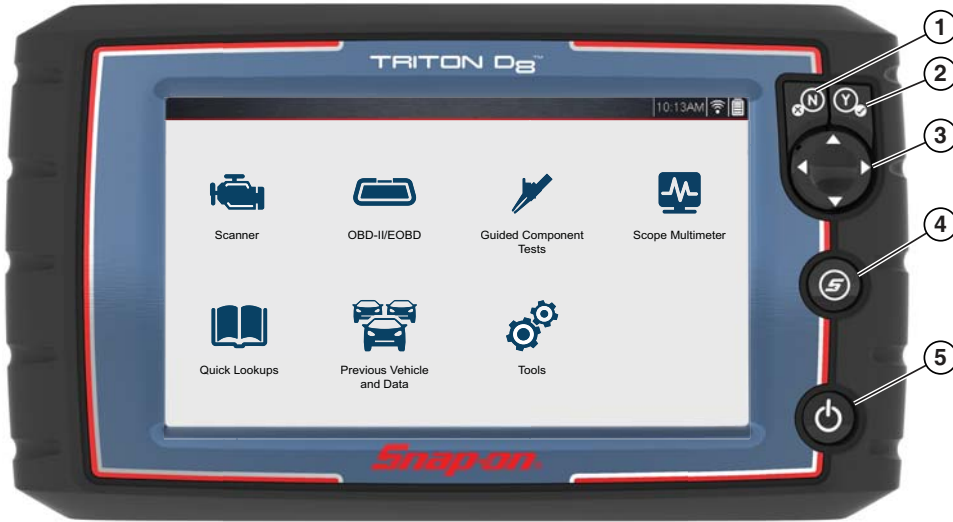 TRITON D8™
10:13AM
Scanner
OBD-II/EOBD
Guided Component
Tests
Scope Multimeter
Quick Lookups
Previous Vehicle
and Data
Tools
Snap-on
N
Y
S
1
2
3
4
5